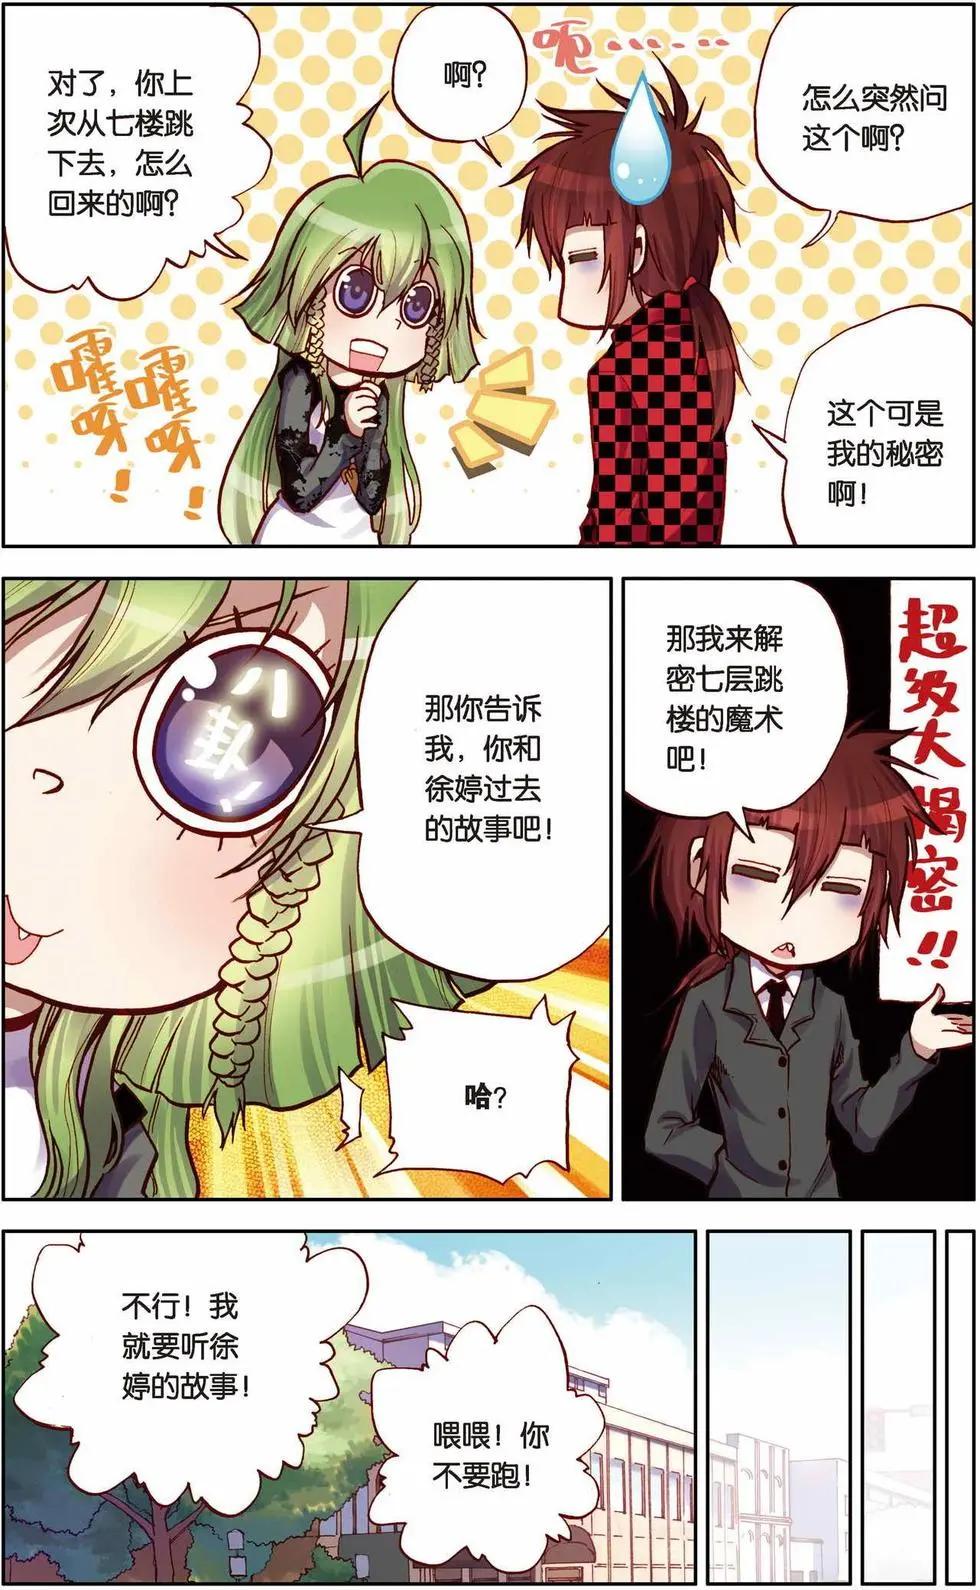 对了，你上
次从七楼跳
下去，怎么
回来的啊？
啊？
呃……
怎么突然问
这个啊？
嚯呀
嚯呀！！
这个可是
我的秘密
啊！
八卦
那你告诉
我，你和
徐婷过去
的故事吧！
哈？
那我来解
密七层跳
楼的魔术
吧！
超级大揭密!!
不行！我
就要听徐
婷的故事！
喂喂！你
不要跑！